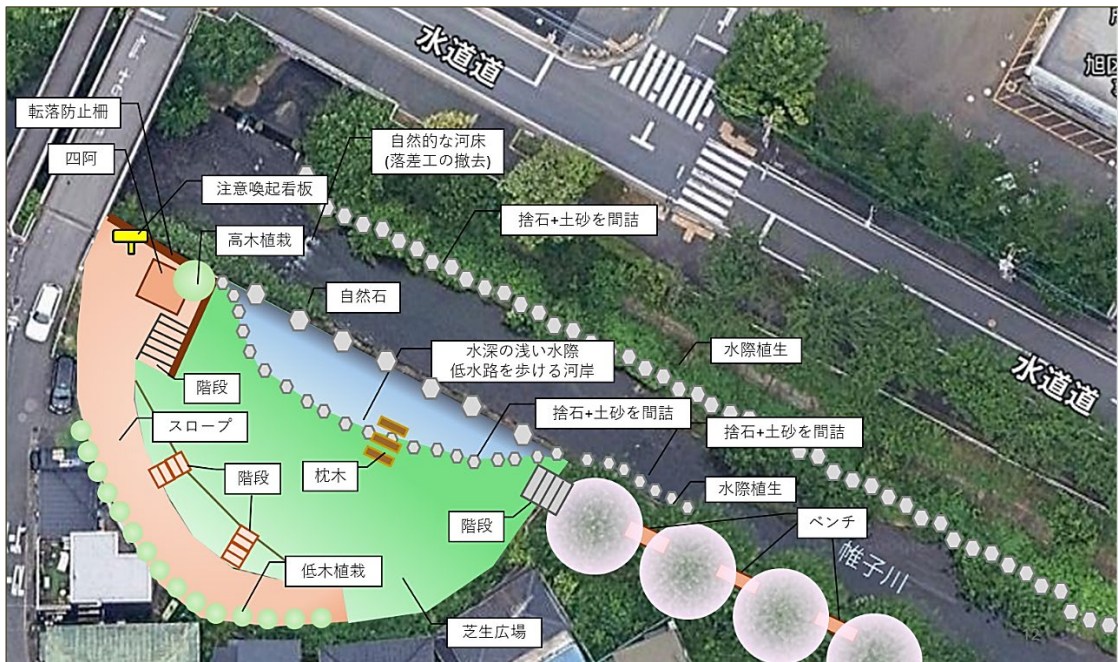 水道道
旭区
転落防止柵
四阿
注意喚起看板
高木植栽
自然的な河床
(落差工の撤去)
捨石+土砂を間詰
自然石
水深の浅い水際
低水路を歩ける河岸
水際植生
水道道
階段
スロープ
捨石+土砂を間詰
捨石+土砂を間詰
階段
枕木
階段
水際植生
ベンチ
帷子川
低木植栽
芝生広場
12